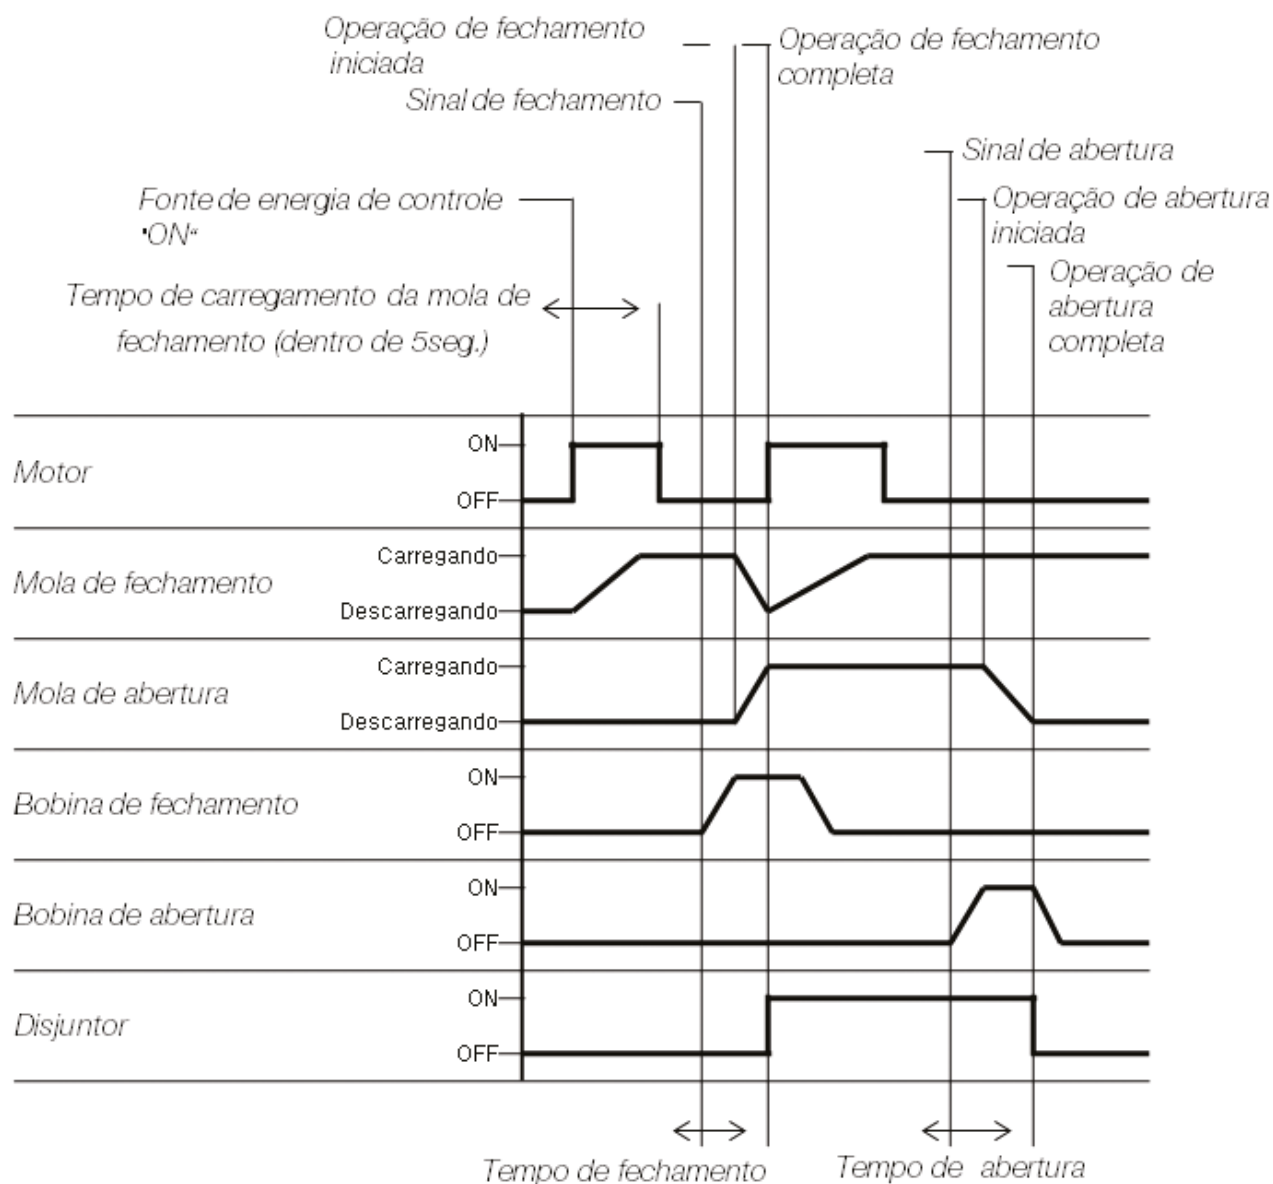 Operação de fechamento
iniciada
Operação de fechamento
completa
Sinal de fechamento
Sinal de abertura
Fonte de energia de controle
"ON"
Operação de abertura
iniciada
Tempo de carregamento da mola de
fechamento (dentro de 5seg.)
Operação de
abertura
completa
Motor
ON
OFF
Mola de fechamento
Carregando
Descarregando
Mola de abertura
Carregando
Descarregando
Bobina de fechamento
ON
OFF
Bobina de abertura
ON
OFF
Disjuntor
ON
OFF
Tempo de fechamento
Tempo de abertura